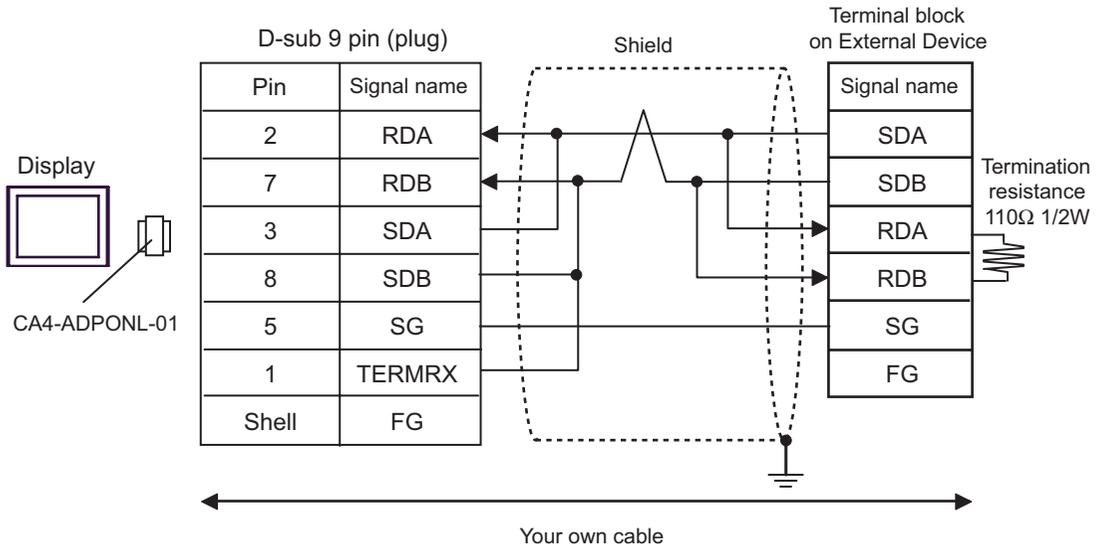 D-sub 9 pin (plug)
Shield
Terminal block
on External Device
Pin Signal name
2 RDA
7 RDB
3 SDA
8 SDB
5 SG
1 TERMRX
Shell FG
Display
CA4-ADPONL-01
Signal name
SDA
SDB
RDA
RDB
SG
FG
Termination
resistance
110Ω 1/2W
Your own cable